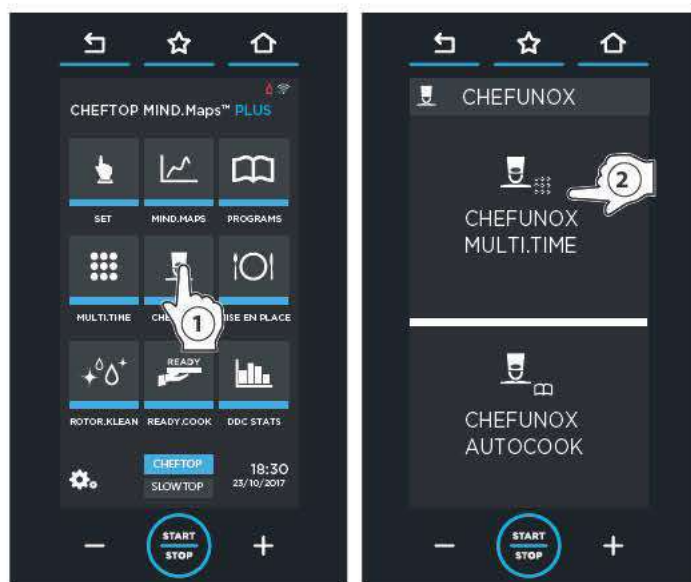 CHEFTOP MIND.Maps™ PLUS
SET MIND.MAPS PROGRAMS
1
MULTI.TIME CHE ISE EN PLACE
READY
ROTOR.KLEAN READY.COOK DDC STATS
CHEFTOP
SLOWTOP
18:30
23/10/2017
START
STOP
CHEFUNOX
2
CHEFUNOX
MULTI.TIME
CHEFUNOX
AUTOCOOK
START
STOP